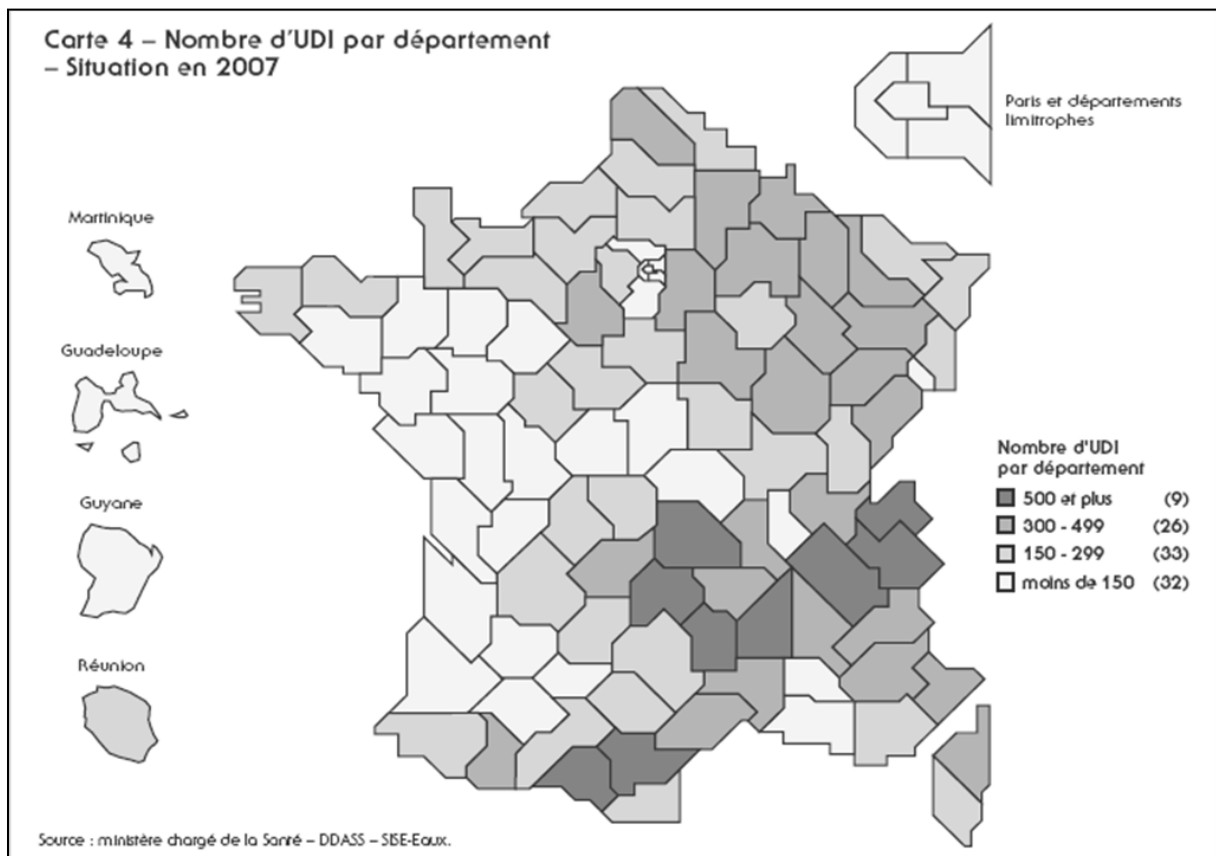 Carte 4 – Nombre d'UDI par département
– Situation en 2007
Paris et départements
limitrophes
Martinique
Guadeloupe
Guyane
Réunion
Nombre d'UDI
par département
500 et plus (9)
300 - 499 (26)
150 - 299 (33)
moins de 150 (32)
Source : ministère chargé de la Santé – DDASS – SISE-Eaux.